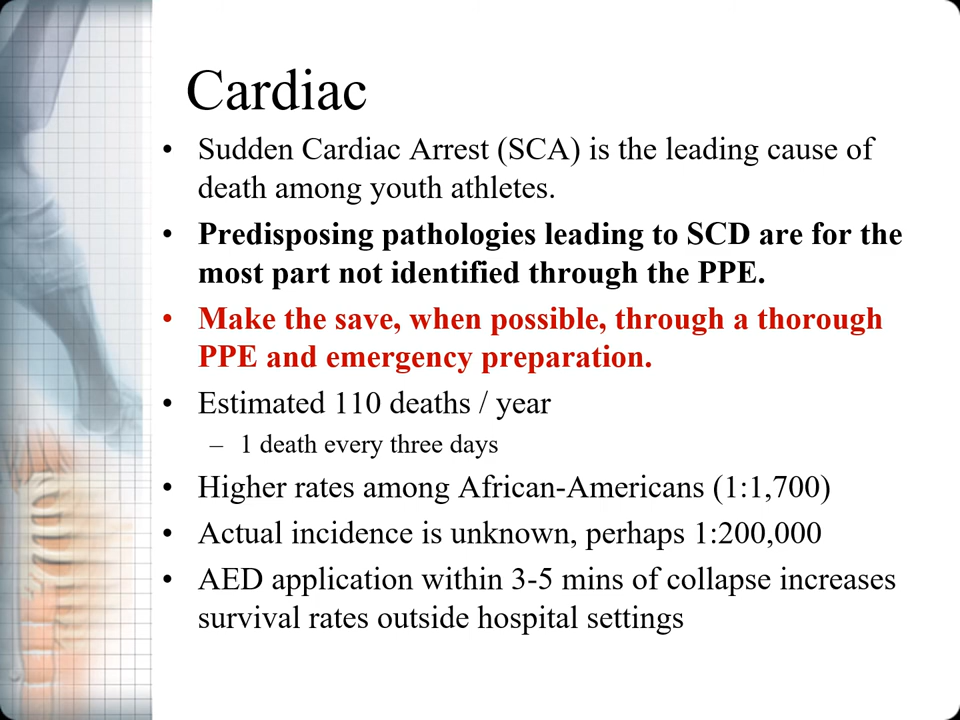 Cardiac
• Sudden Cardiac Arrest (SCA) is the leading cause of
death among youth athletes.
• Predisposing pathologies leading to SCD are for the
most part not identified through the PPE.
• Make the save, when possible, through a thorough
PPE and emergency preparation.
• Estimated 110 deaths / year
– 1 death every three days
• Higher rates among African-Americans (1:1,700)
• Actual incidence is unknown, perhaps 1:200,000
• AED application within 3-5 mins of collapse increases
survival rates outside hospital settings